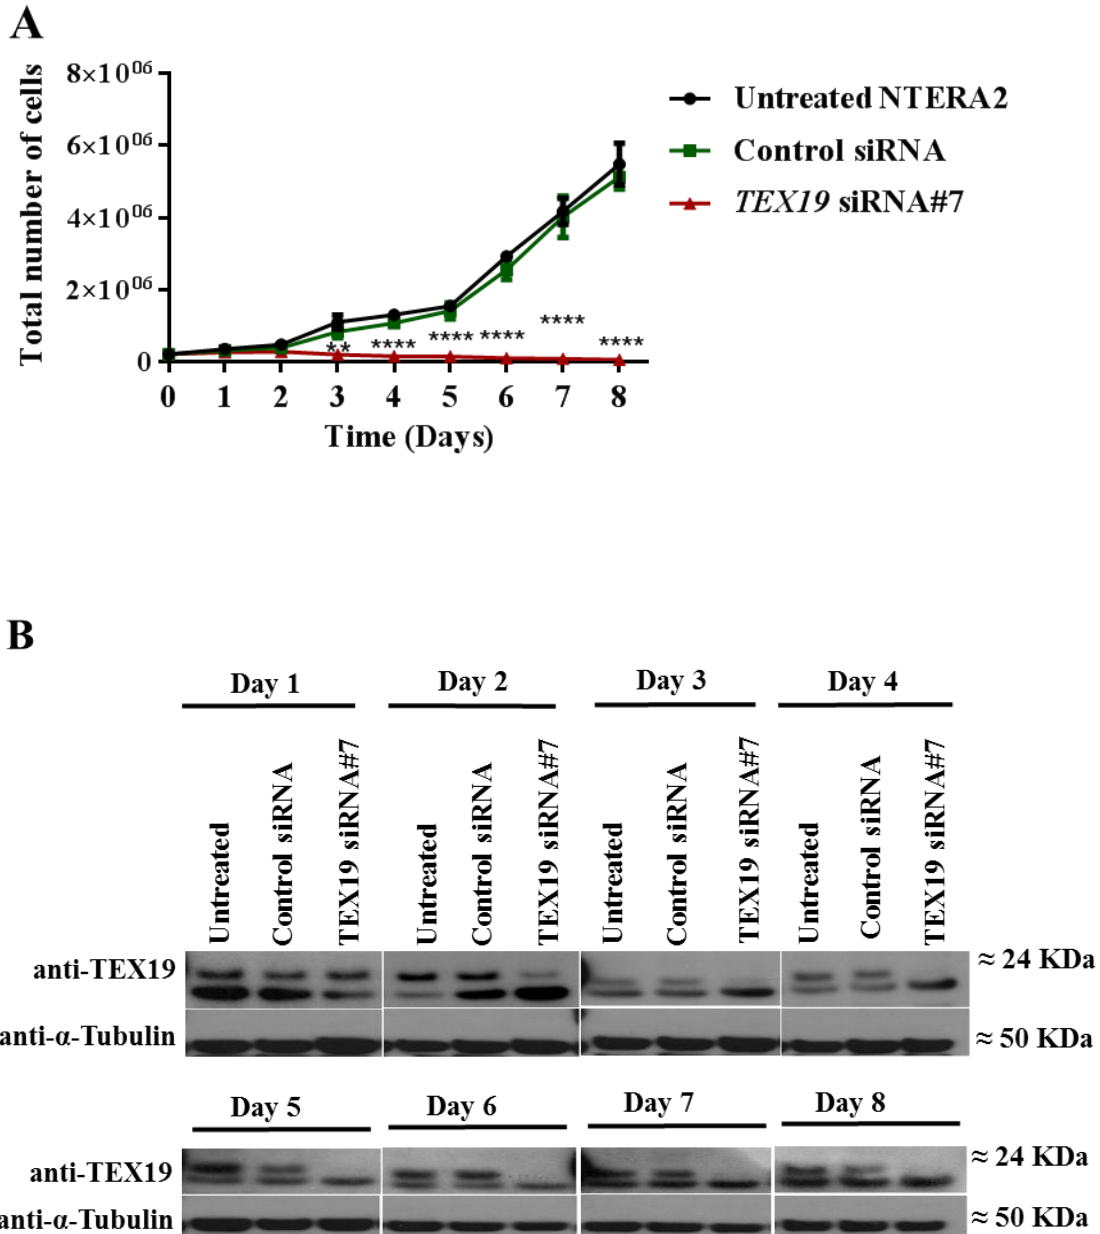 A
Total number of cells
8×10⁰⁶
6×10⁰⁶
4×10⁰⁶
2×10⁰⁶
0
0 1 2 3 4 5 6 7 8
Time (Days)
** **** **** **** **** ****
Untreated NTERA2
Control siRNA
TEX19 siRNA#7
B
Day 1 Day 2 Day 3 Day 4
Untreated
Control siRNA
TEX19 siRNA#7
Untreated
Control siRNA
TEX19 siRNA#7
Untreated
Control siRNA
TEX19 siRNA#7
Untreated
Control siRNA
TEX19 siRNA#7
anti-TEX19 ≈ 24 KDa
anti-α-Tubulin ≈ 50 KDa
Day 5 Day 6 Day 7 Day 8
anti-TEX19 ≈ 24 KDa
anti-α-Tubulin ≈ 50 KDa